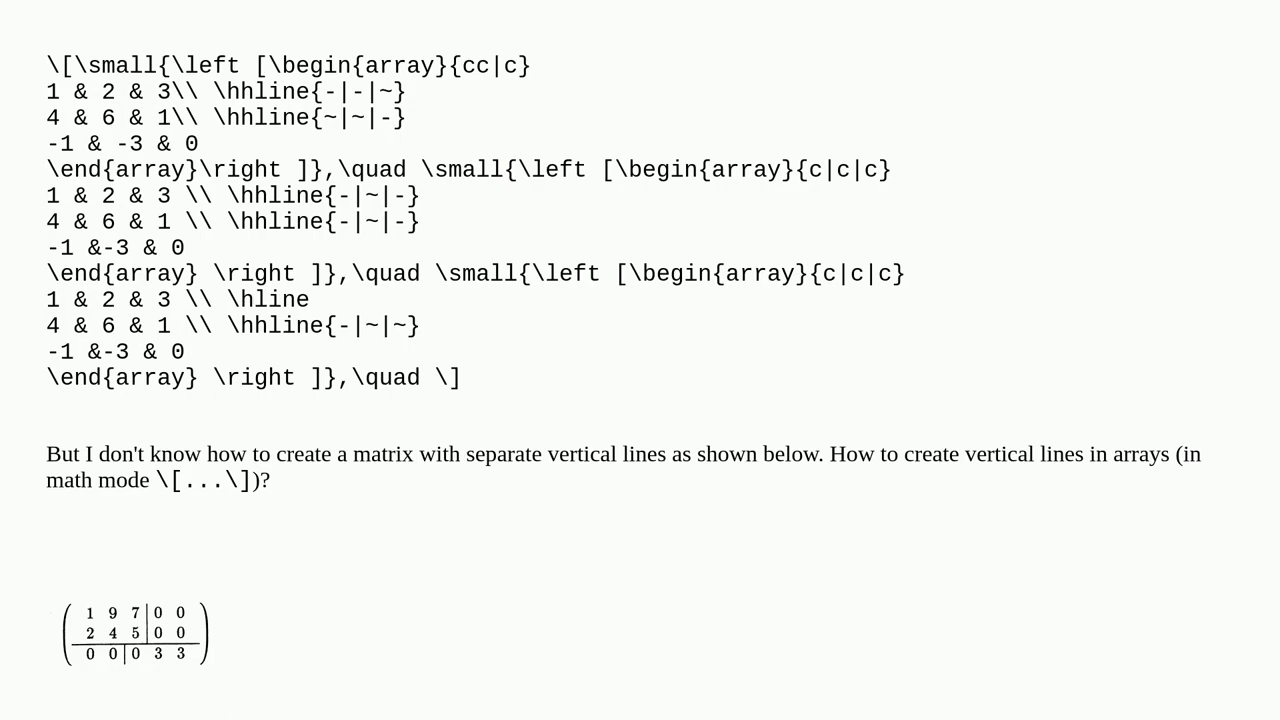 \[\small{\left [\begin{array}{cc|c}
1 & 2 & 3\\ \hhline{-|-|~}
4 & 6 & 1\\ \hhline{~|~|-}
-1 & -3 & 0
\end{array}\right ]},\quad \small{\left [\begin{array}{c|c|c}
1 & 2 & 3 \\ \hhline{-|~|-}
4 & 6 & 1 \\ \hhline{-|~|-}
-1 &-3 & 0
\end{array} \right ]},\quad \small{\left [\begin{array}{c|c|c}
1 & 2 & 3 \\ \hline
4 & 6 & 1 \\ \hhline{-|~|~}
-1 &-3 & 0
\end{array} \right ]},\quad \]
But I don't know how to create a matrix with separate vertical lines as shown below. How to create vertical lines in arrays (in
math mode \[...\])?
1 9 7 0 0
2 4 5 0 0
0 0 0 3 3